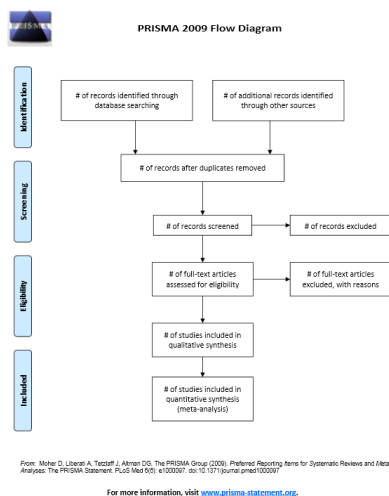 PRISMA
PRISMA 2009 Flow Diagram
Identification
# of records identified through
database searching
# of additional records identified
through other sources
Screening
# of records after duplicates removed
# of records screened
# of records excluded
Eligibility
# of full-text articles
assessed for eligibility
# of full-text articles
excluded, with reasons
# of studies included in
qualitative synthesis
Included
# of studies included in
quantitative synthesis
(meta-analysis)
From: Moher D, Liberati A, Tetzlaff J, Altman DG, The PRISMA Group (2009). Preferred Reporting Items for Systematic Reviews and Meta-
Analyses: The PRISMA Statement. PLoS Med 6(6): e1000097. doi:10.1371/journal.pmed1000097
For more information, visit www.prisma-statement.org.